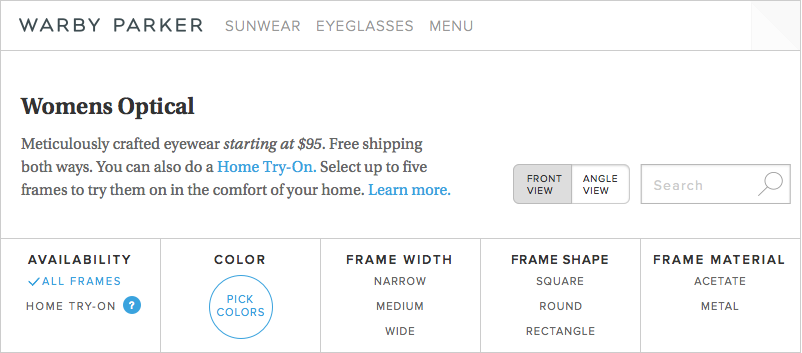 WARBY PARKER SUNWEAR EYEGLASSES MENU
Womens Optical
Meticulously crafted eyewear starting at $95. Free shipping
both ways. You can also do a Home Try-On. Select up to five
frames to try them on in the comfort of your home. Learn more.
FRONT
VIEW
ANGLE
VIEW
Search
AVAILABILITY
ALL FRAMES
HOME TRY-ON ?
COLOR
PICK
COLORS
FRAME WIDTH
NARROW
MEDIUM
WIDE
FRAME SHAPE
SQUARE
ROUND
RECTANGLE
FRAME MATERIAL
ACETATE
METAL